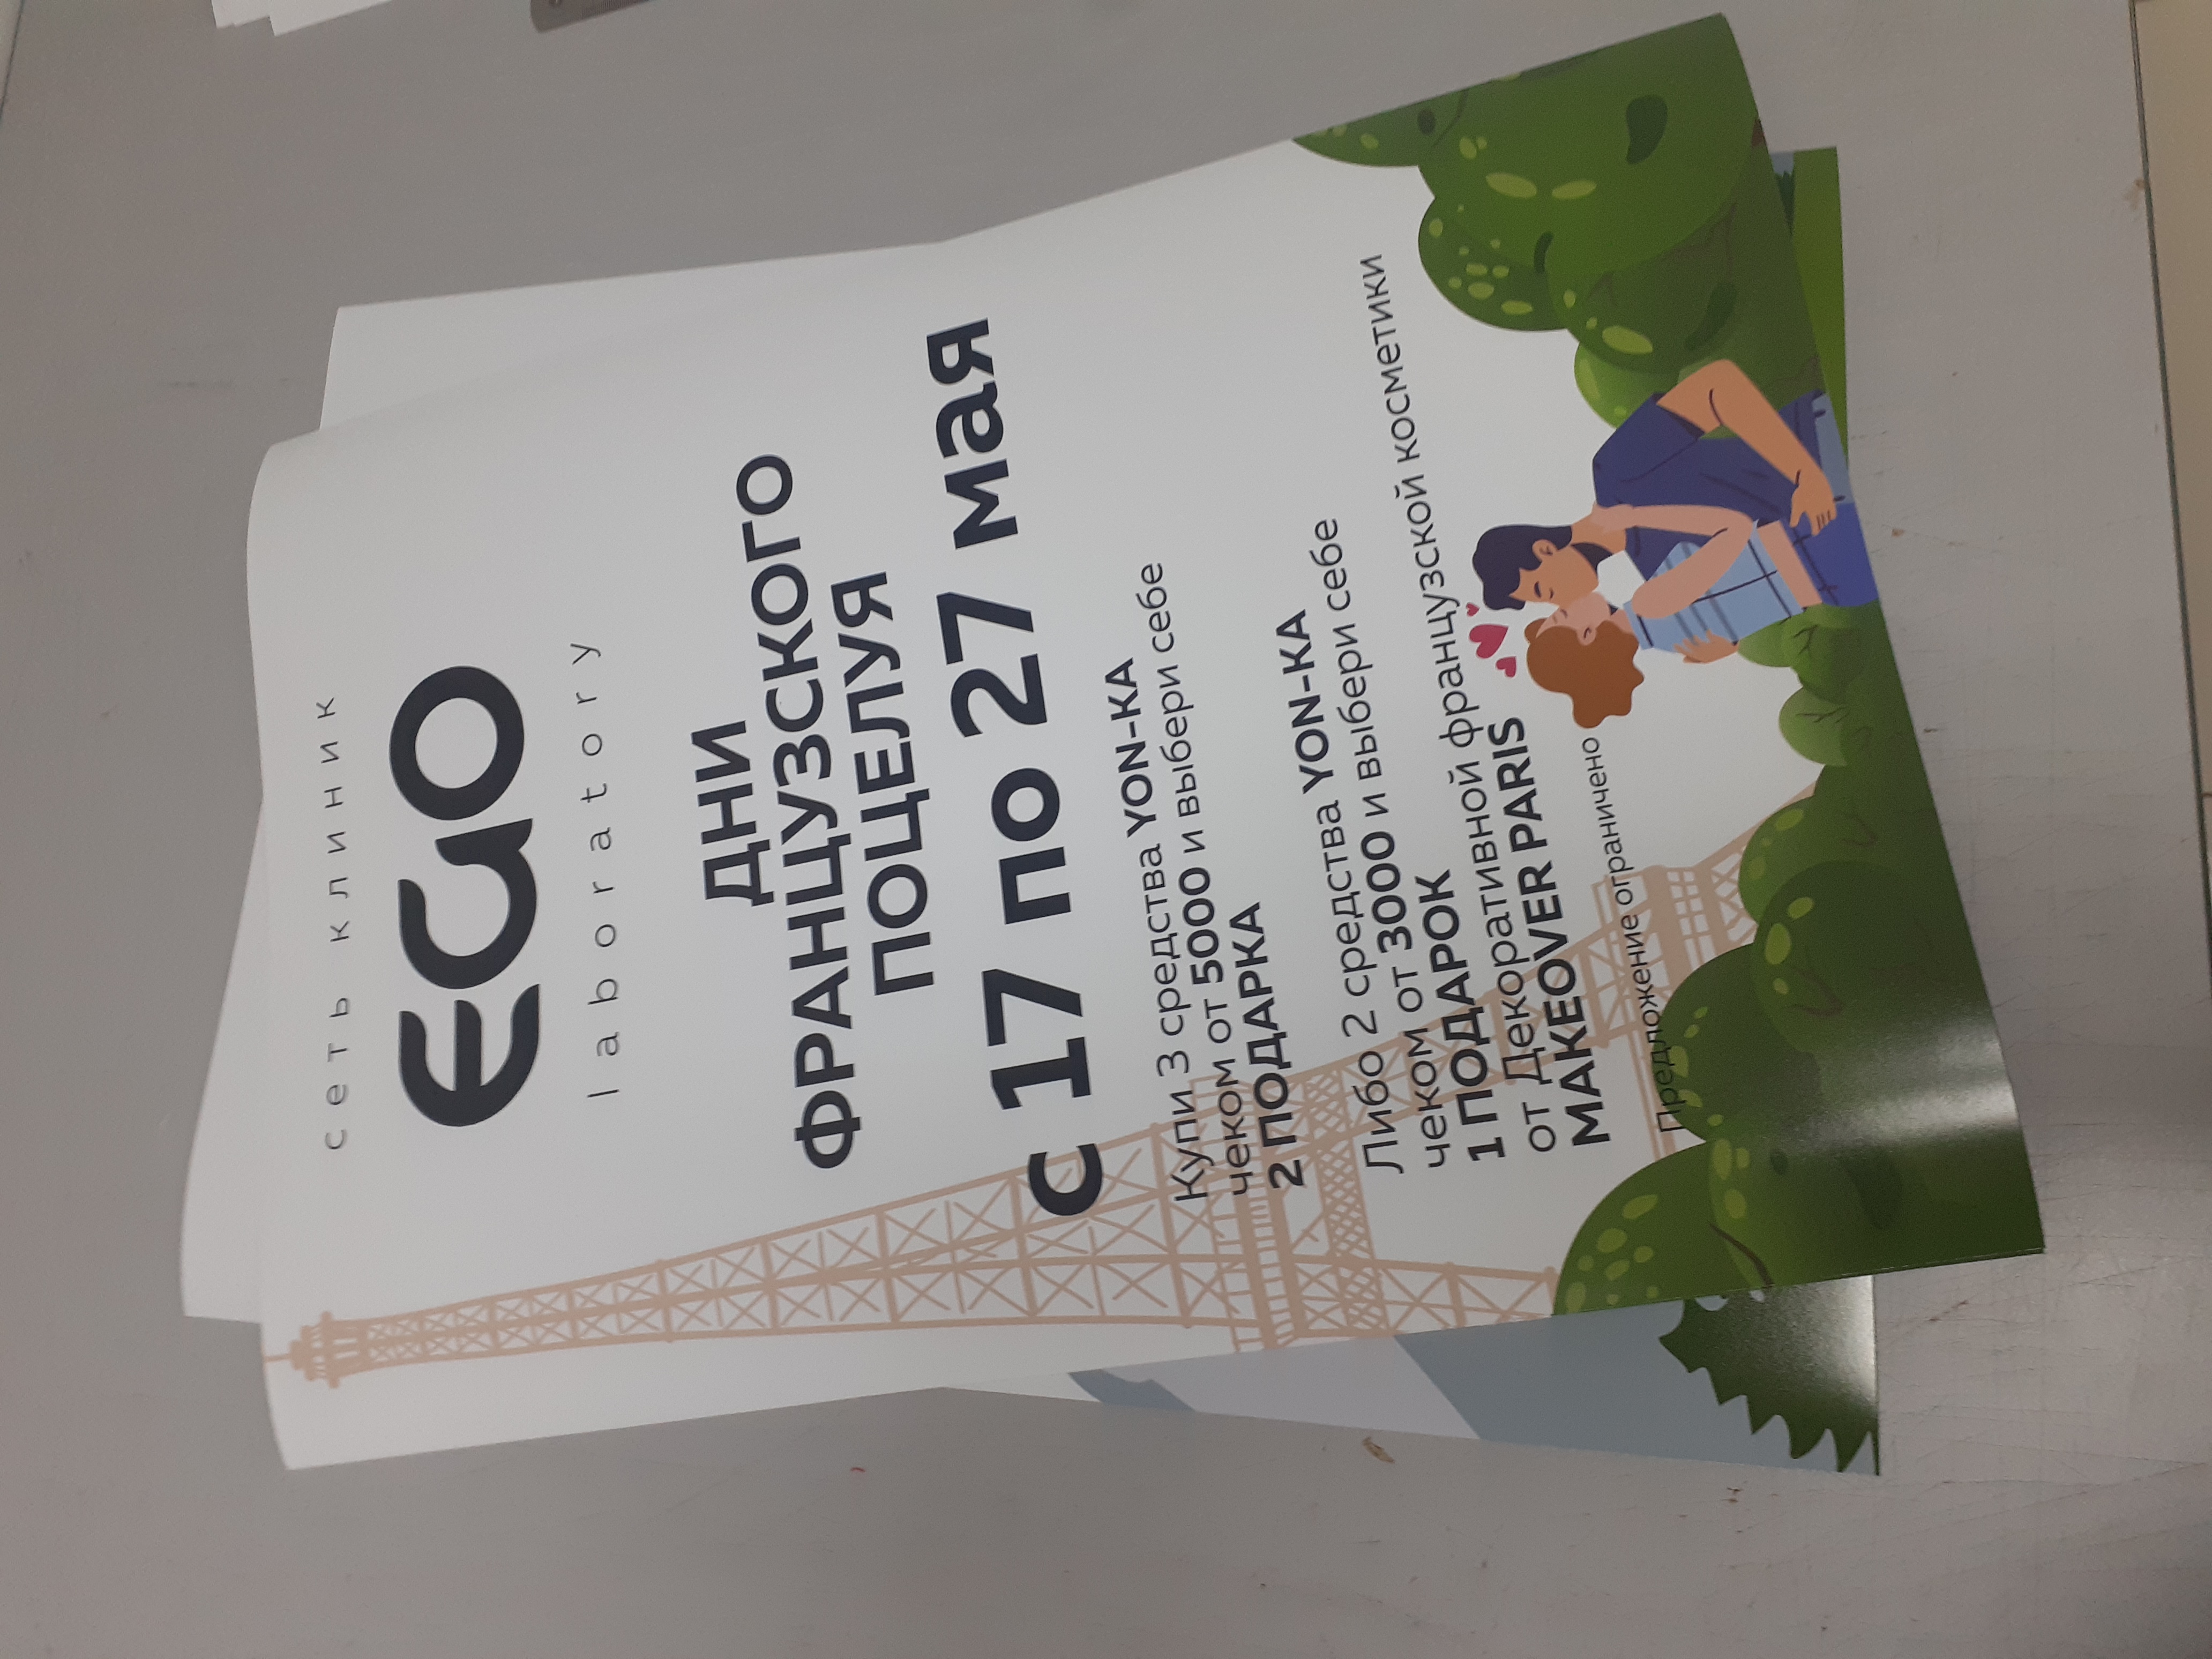 сеть клиник
eGO
laboratory
ДНИ
ФРАНЦУЗСКОГО
ПОЦЕЛУЯ
с 17 по 27 мая
Купи 3 средства YON-KA
чеком от 5000 и выбери себе
2 ПОДАРКА
Либо 2 средства YON-KA
чеком от 3000 и выбери себе
1 ПОДАРОК
от Декоративной французской косметики
MAKEOVER PARIS
Предложение ограничено